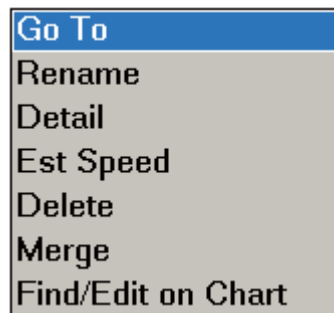 Go To
Rename
Detail
Est Speed
Delete
Merge
Find/Edit on Chart